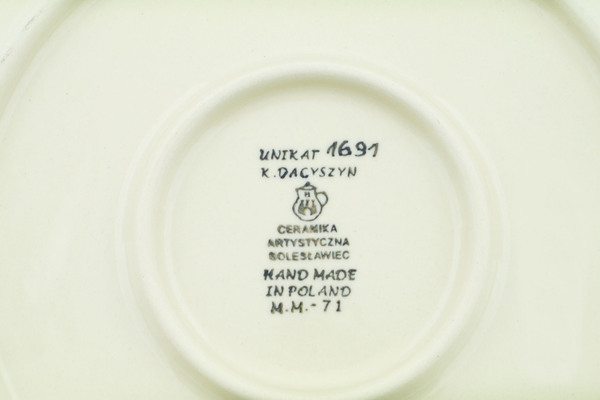 UNIKAT 1691
K. DACYSZYN
CERAMIKA
ARTYSTYCZNA
BOLESŁAWIEC
HAND MADE
IN POLAND
M.M.-71